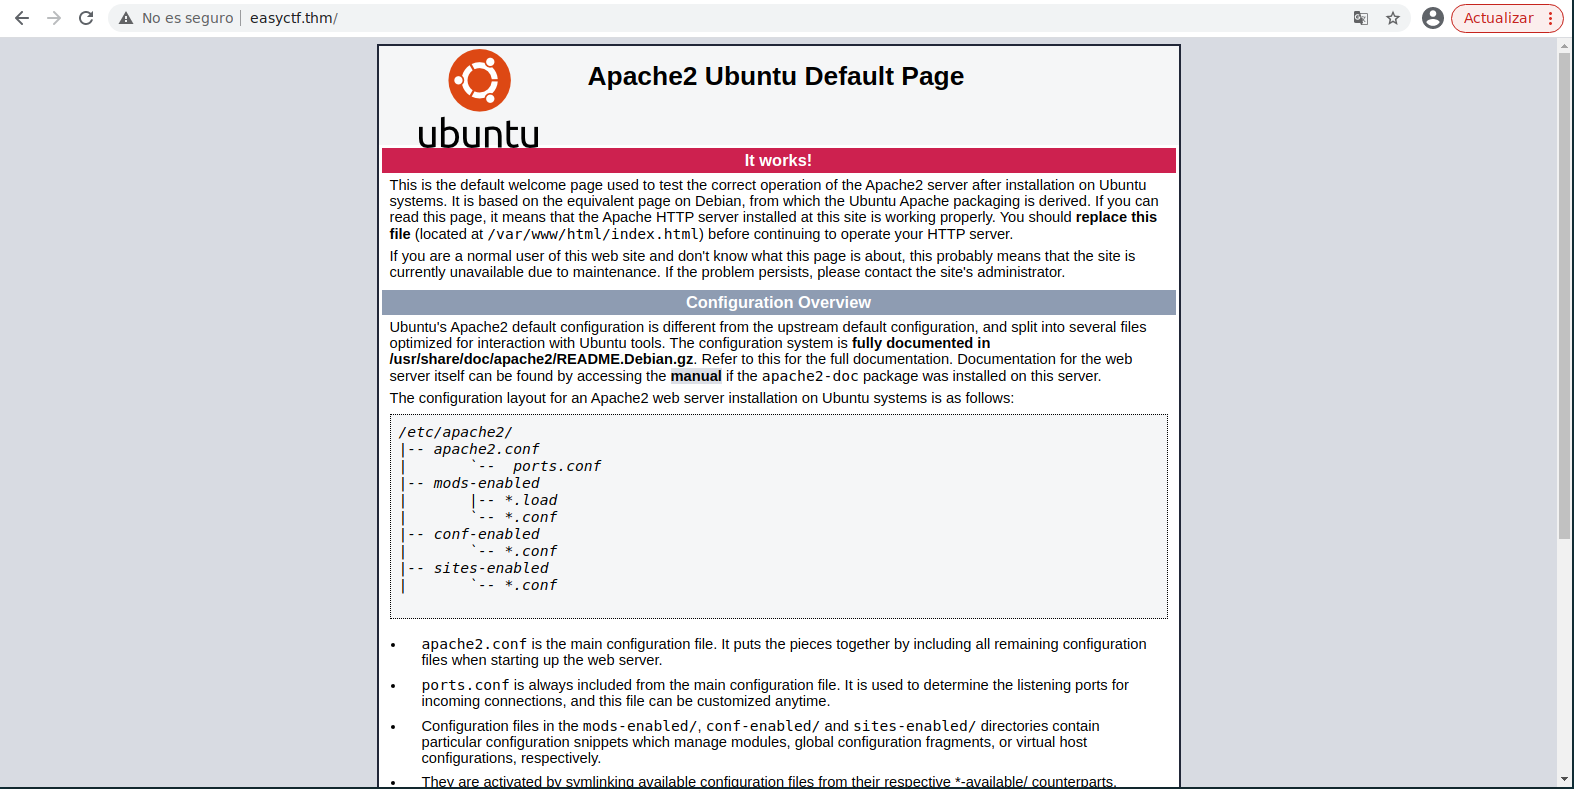 No es seguro easyctf.thm/ Actualizar
Apache2 Ubuntu Default Page
ubuntu
It works!
This is the default welcome page used to test the correct operation of the Apache2 server after installation on Ubuntu
systems. It is based on the equivalent page on Debian, from which the Ubuntu Apache packaging is derived. If you can
read this page, it means that the Apache HTTP server installed at this site is working properly. You should replace this
file (located at /var/www/html/index.html) before continuing to operate your HTTP server.
If you are a normal user of this web site and don't know what this page is about, this probably means that the site is
currently unavailable due to maintenance. If the problem persists, please contact the site's administrator.
Configuration Overview
Ubuntu's Apache2 default configuration is different from the upstream default configuration, and split into several files
optimized for interaction with Ubuntu tools. The configuration system is fully documented in
/usr/share/doc/apache2/README.Debian.gz. Refer to this for the full documentation. Documentation for the web
server itself can be found by accessing the manual if the apache2-doc package was installed on this server.
The configuration layout for an Apache2 web server installation on Ubuntu systems is as follows:
/etc/apache2/
|-- apache2.conf
|       `--  ports.conf
|-- mods-enabled
|       |-- *.load
|       `-- *.conf
|-- conf-enabled
|       `-- *.conf
|-- sites-enabled
|       `-- *.conf
• apache2.conf is the main configuration file. It puts the pieces together by including all remaining configuration
files when starting up the web server.
• ports.conf is always included from the main configuration file. It is used to determine the listening ports for
incoming connections, and this file can be customized anytime.
• Configuration files in the mods-enabled/, conf-enabled/ and sites-enabled/ directories contain
particular configuration snippets which manage modules, global configuration fragments, or virtual host
configurations, respectively.
• They are activated by symlinking available configuration files from their respective *-available/ counterparts.